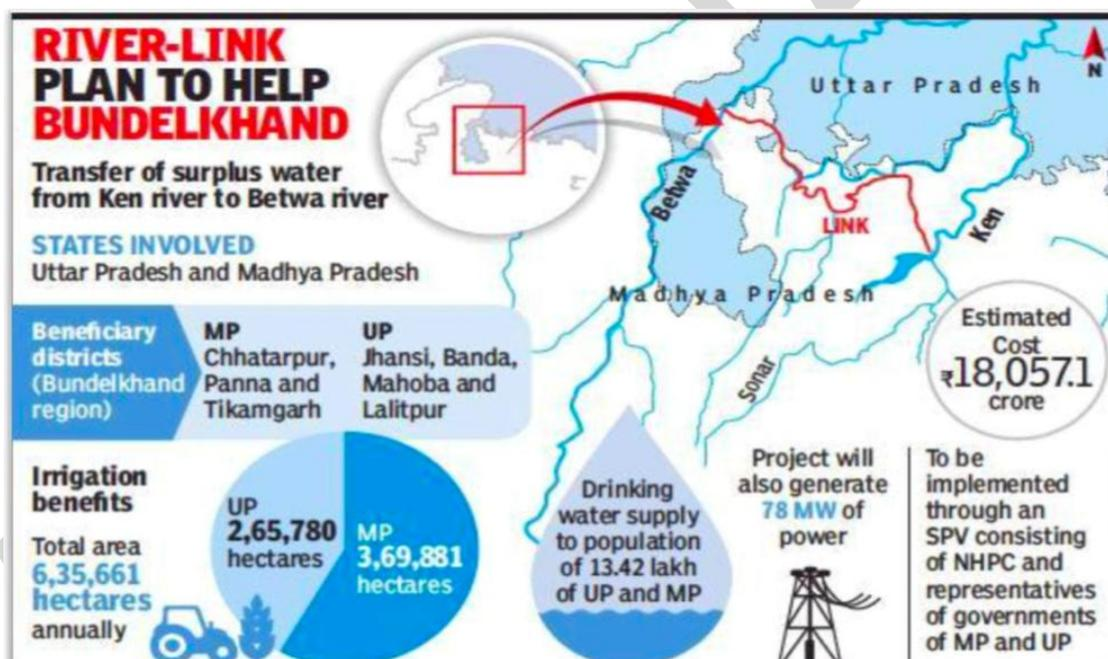 RIVER-LINK
PLAN TO HELP
BUNDELKHAND
Transfer of surplus water
from Ken river to Betwa river
STATES INVOLVED
Uttar Pradesh and Madhya Pradesh
Beneficiary
districts
(Bundelkhand
region)
MP
Chhatarpur,
Panna and
Tikamgarh
UP
Jhansi, Banda,
Mahoba and
Lalitpur
Irrigation
benefits
Total area
6,35,661
hectares
annually
UP
2,65,780
hectares
MP
3,69,881
hectares
Drinking
water supply
to population
of 13.42 lakh
of UP and MP
N
Uttar Pradesh
Betwa
LINK
Ken
Madhya Pradesh
Sonar
Estimated
Cost
₹18,057.1
crore
Project will
also generate
78 MW of
power
To be
implemented
through an
SPV consisting
of NHPC and
representatives
of governments
of MP and UP